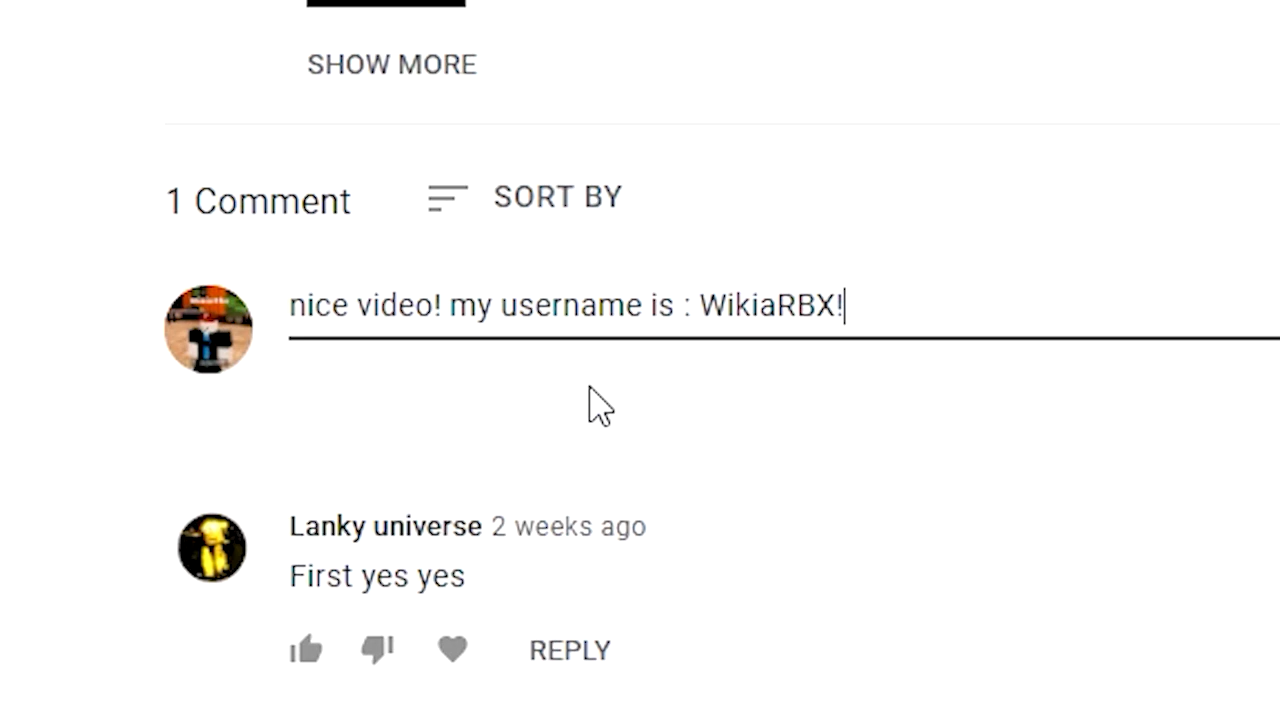 SHOW MORE
1 Comment
SORT BY
nice video! my username is : WikiaRBX!
Lanky universe 2 weeks ago
First yes yes
REPLY